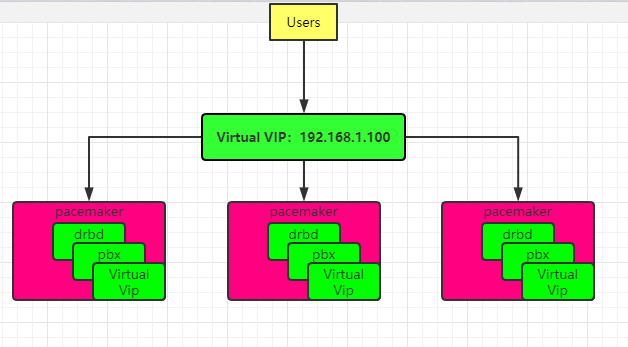 Users
Virtual VIP：192.168.1.100
pacemaker
drbd
pbx
Virtual
Vip
pacemaker
drbd
pbx
Virtual
Vip
pacemaker
drbd
pbx
Virtual
Vip